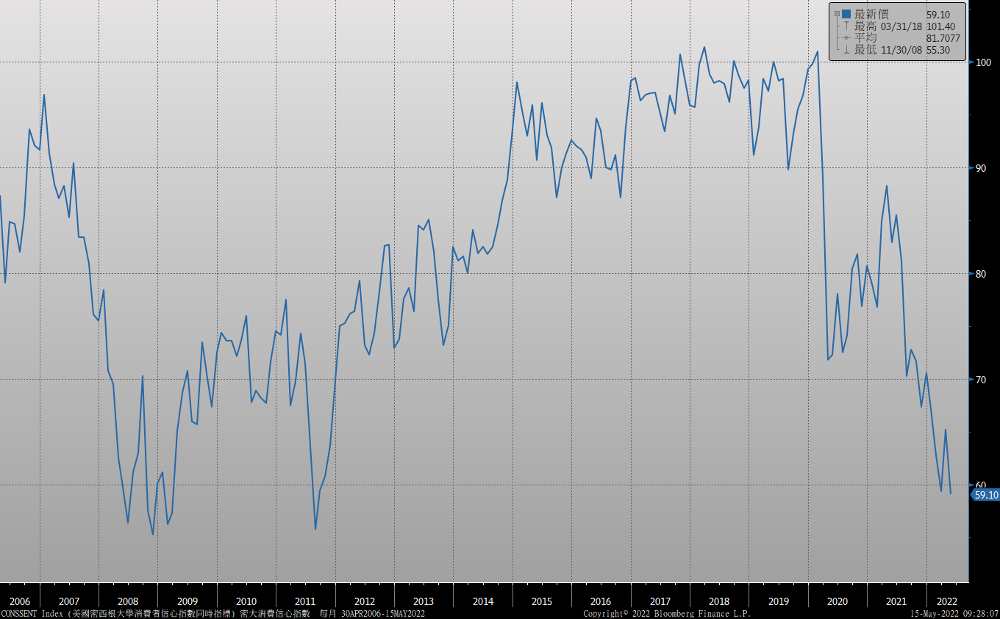 最新價 59.10
最高 03/31/18 101.40
平均 81.7077
最低 11/30/08 55.30
100
90
80
70
60
59.10
2006 2007 2008 2009 2010 2011 2012 2013 2014 2015 2016 2017 2018 2019 2020 2021 2022
CONSSENT Index (美國密西根大學消費者信心指數同時指標) 密大消費信心指數 每月 30APR2006-15MAY2022 Copyright© 2022 Bloomberg Finance L.P. 15-May-2022 09:28:07